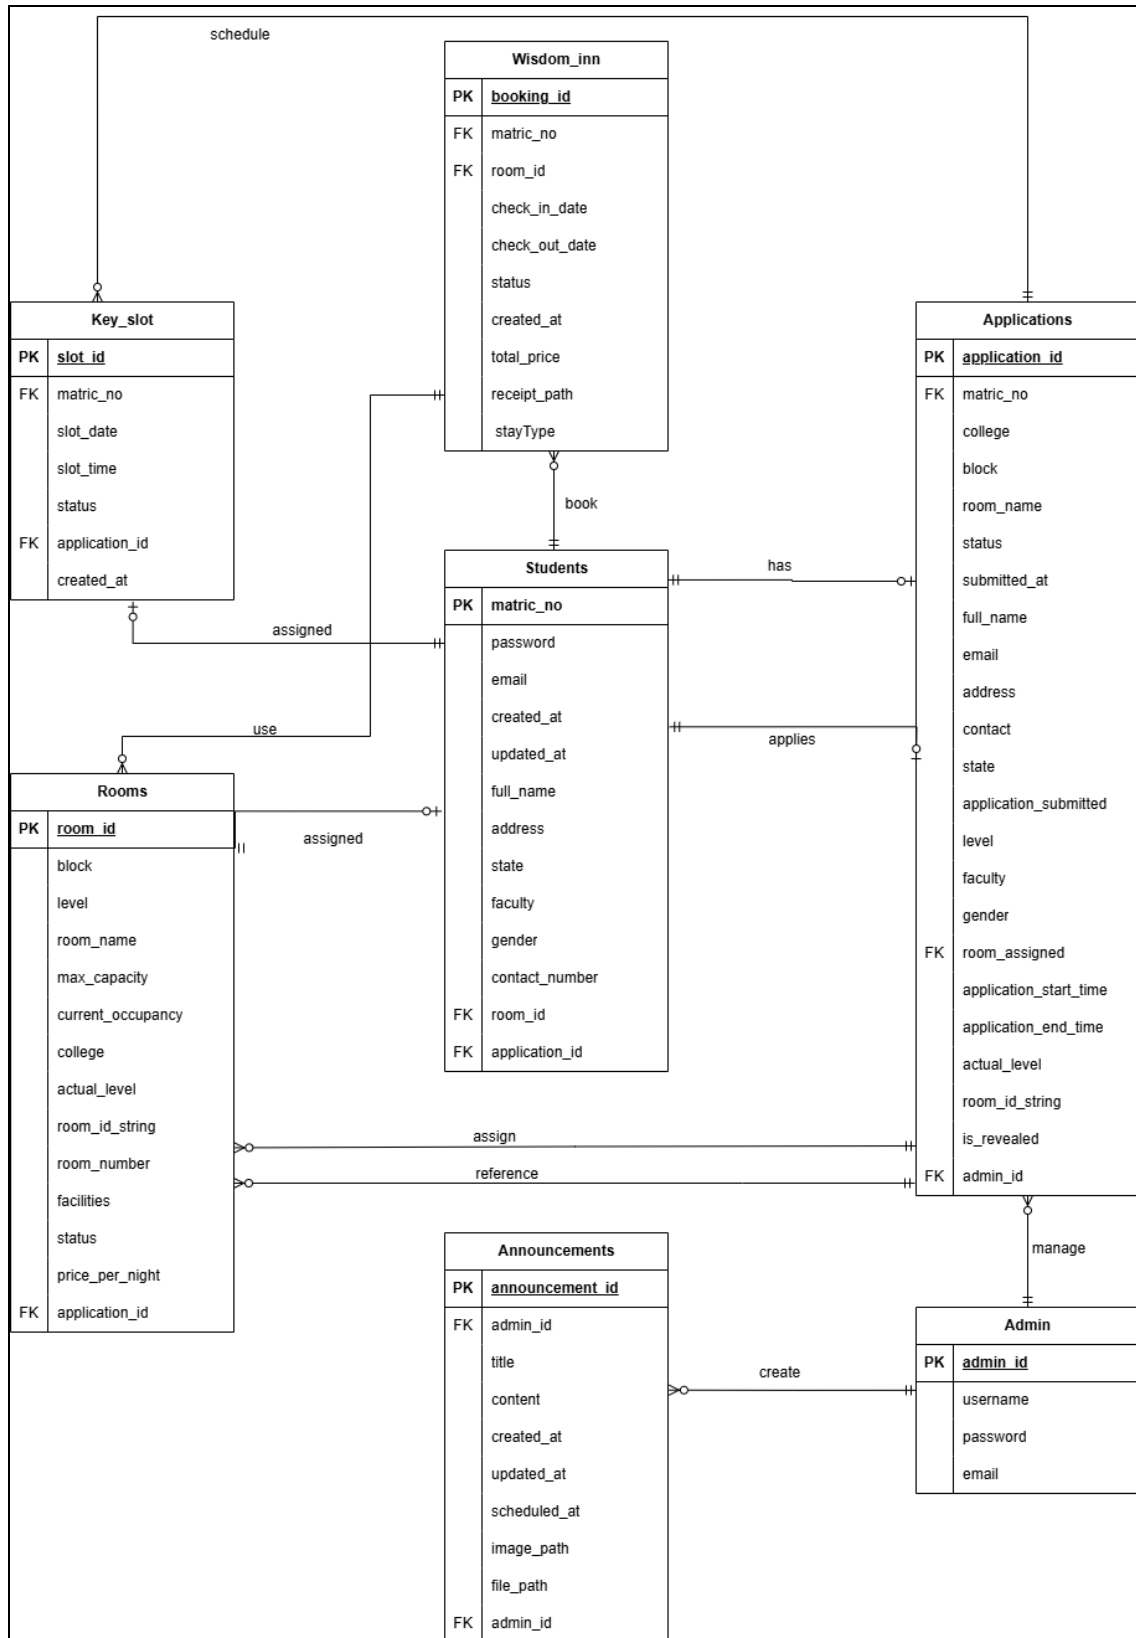 schedule
Wisdom_inn
PK booking_id
FK matric_no
FK room_id
check_in_date
check_out_date
status
created_at
total_price
receipt_path
stayType
Key_slot
PK slot_id
FK matric_no
slot_date
slot_time
status
FK application_id
created_at
Applications
PK application_id
FK matric_no
college
block
room_name
status
submitted_at
full_name
email
address
contact
state
application_submitted
level
faculty
gender
FK room_assigned
application_start_time
application_end_time
actual_level
room_id_string
is_revealed
FK admin_id
book
has
assigned
Students
PK matric_no
password
email
created_at
updated_at
full_name
address
state
faculty
gender
contact_number
FK room_id
FK application_id
applies
use
assigned
Rooms
PK room_id
block
level
room_name
max_capacity
current_occupancy
college
actual_level
room_id_string
room_number
facilities
status
price_per_night
FK application_id
assign
reference
manage
Announcements
PK announcement_id
FK admin_id
title
content
created_at
updated_at
scheduled_at
image_path
file_path
FK admin_id
create
Admin
PK admin_id
username
password
email